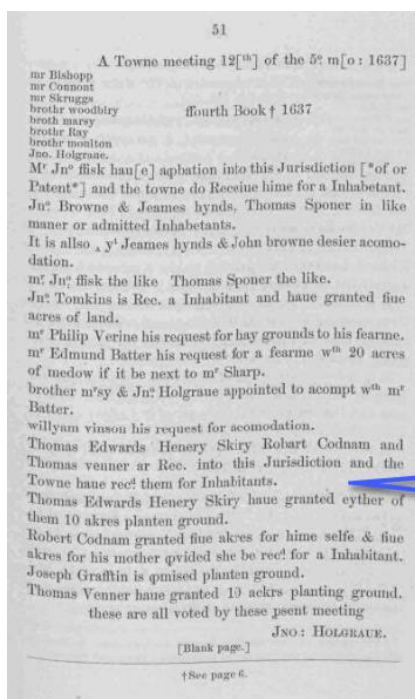 51
A Towne meeting 12[th] of the 5º m[o : 1637]
mr Bishopp
mr Connont
mr Skruggs
brothr woodbiry
broth marsy
brothr Ray
brothr moulton
Jno. Holgraue.
ffourth Book † 1637
Mr Jnº ffisk hau[e] aqbation into this Jurisdiction [*of or
Patent*] and the towne do Receiue hime for a Inhabetant.
Jnº Browne & Jeames hynds, Thomas Sponer in like
maner or admitted Inhabetants.
It is allso ‸ yt Jeames hynds & John browne desier acomo-
dation.
mr Jnº ffisk the like Thomas Sponer the like.
Jnº Tomkins is Rec. a Inhabitant and haue granted fiue
acres of land.
mr Philip Verine his request for hay grounds to his fearme.
mr Edmund Batter his request for a fearme wth 20 acres
of medow if it be next to mr Sharp.
brother mrsy & Jnº Holgraue appointed to acompt wth mr
Batter.
willyam vinson his request for acomodation.
Thomas Edwards Henery Skiry Robart Codnam and
Thomas venner ar Rec. into this Jurisdiction and the
Towne haue recd them for Inhabitants.
Thomas Edwards Henery Skiry haue granted eyther of
them 10 akres planten ground.
Robert Codnam granted fiue akres for hime selfe & fiue
akres for his mother qvided she be recd for a Inhabitant.
Joseph Grafftin is qmised planten ground.
Thomas Venner haue granted 10 ackrs planting ground.
these are all voted by these psent meeting
JNO : HOLGRAUE.
[Blank page.]
†See page 6.